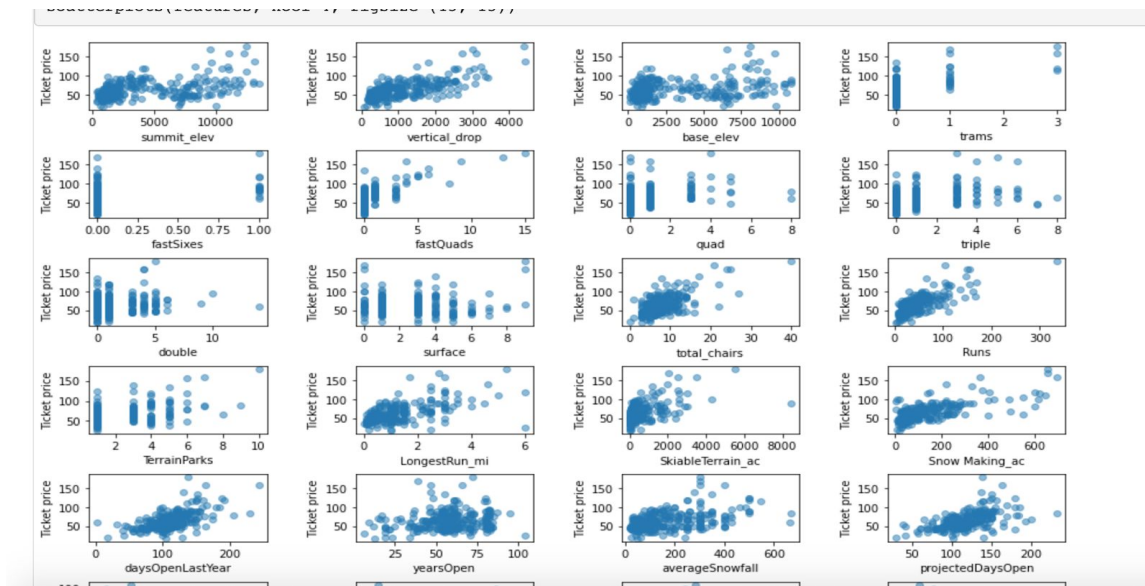 scatterplots(features, ncol=4, figsize=(15, 15))
Ticket price 150 100 50 0 5000 10000 summit_elev
Ticket price 150 100 50 0 1000 2000 3000 4000 vertical_drop
Ticket price 150 100 50 0 2500 5000 7500 10000 base_elev
Ticket price 150 100 50 0 1 2 3 trams
Ticket price 150 100 50 0.00 0.25 0.50 0.75 1.00 fastSixes
Ticket price 150 100 50 0 5 10 15 fastQuads
Ticket price 150 100 50 0 2 4 6 8 quad
Ticket price 150 100 50 0 2 4 6 8 triple
Ticket price 150 100 50 0 5 10 double
Ticket price 150 100 50 0 2 4 6 8 surface
Ticket price 150 100 50 0 10 20 30 40 total_chairs
Ticket price 150 100 50 0 100 200 300 Runs
Ticket price 150 100 50 2 4 6 8 10 TerrainParks
Ticket price 150 100 50 0 2 4 6 LongestRun_mi
Ticket price 150 100 50 0 2000 4000 6000 8000 SkiableTerrain_ac
Ticket price 150 100 50 0 200 400 600 Snow Making_ac
Ticket price 150 100 50 0 100 200 daysOpenLastYear
Ticket price 150 100 50 25 50 75 100 yearsOpen
Ticket price 150 100 50 0 200 400 600 averageSnowfall
Ticket price 150 100 50 50 100 150 200 projectedDaysOpen